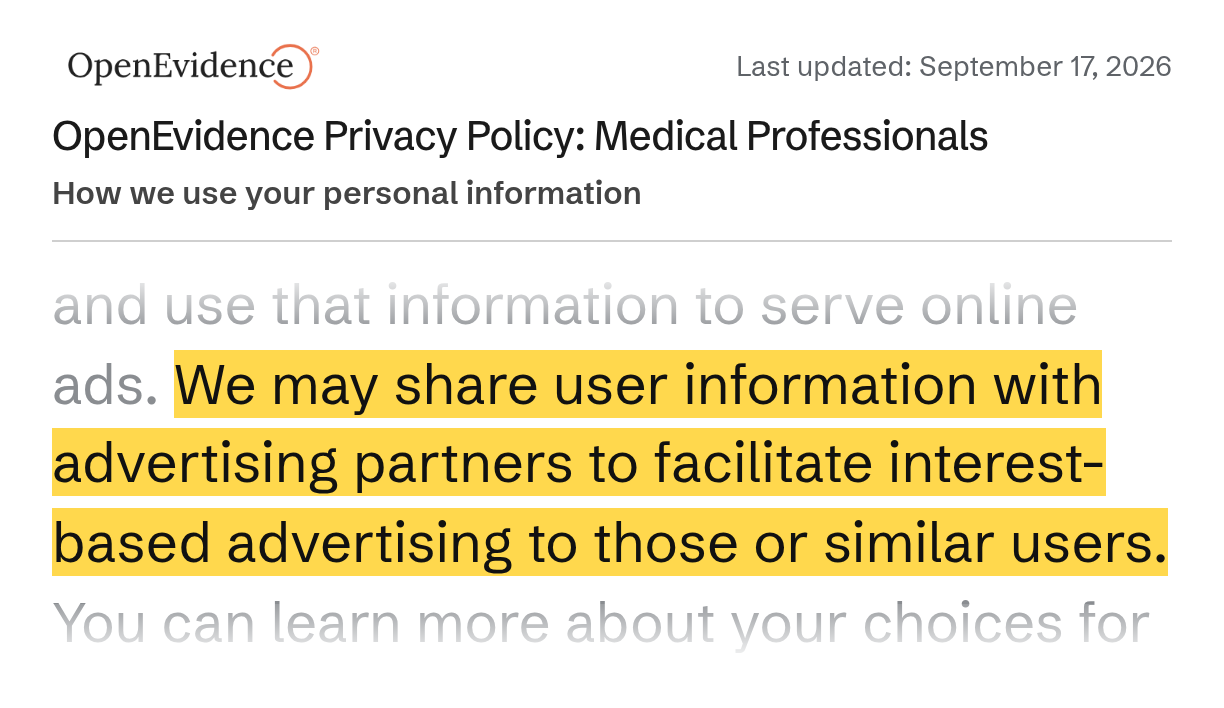 OpenEvidence®
Last updated: September 17, 2026
OpenEvidence Privacy Policy: Medical Professionals
How we use your personal information
and use that information to serve online
ads. We may share user information with
advertising partners to facilitate interest-
based advertising to those or similar users.
You can learn more about your choices for